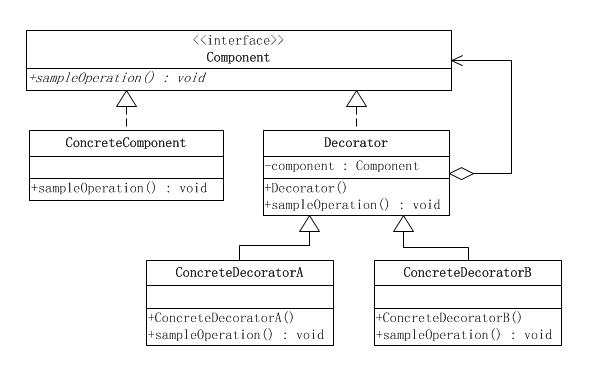 <<interface>>
Component
+sampleOperation() : void
ConcreteComponent
+sampleOperation() : void
Decorator
-component : Component
+Decorator()
+sampleOperation() : void
ConcreteDecoratorA
+ConcreteDecoratorA()
+sampleOperation() : void
ConcreteDecoratorB
+ConcreteDecoratorB()
+sampleOperation() : void